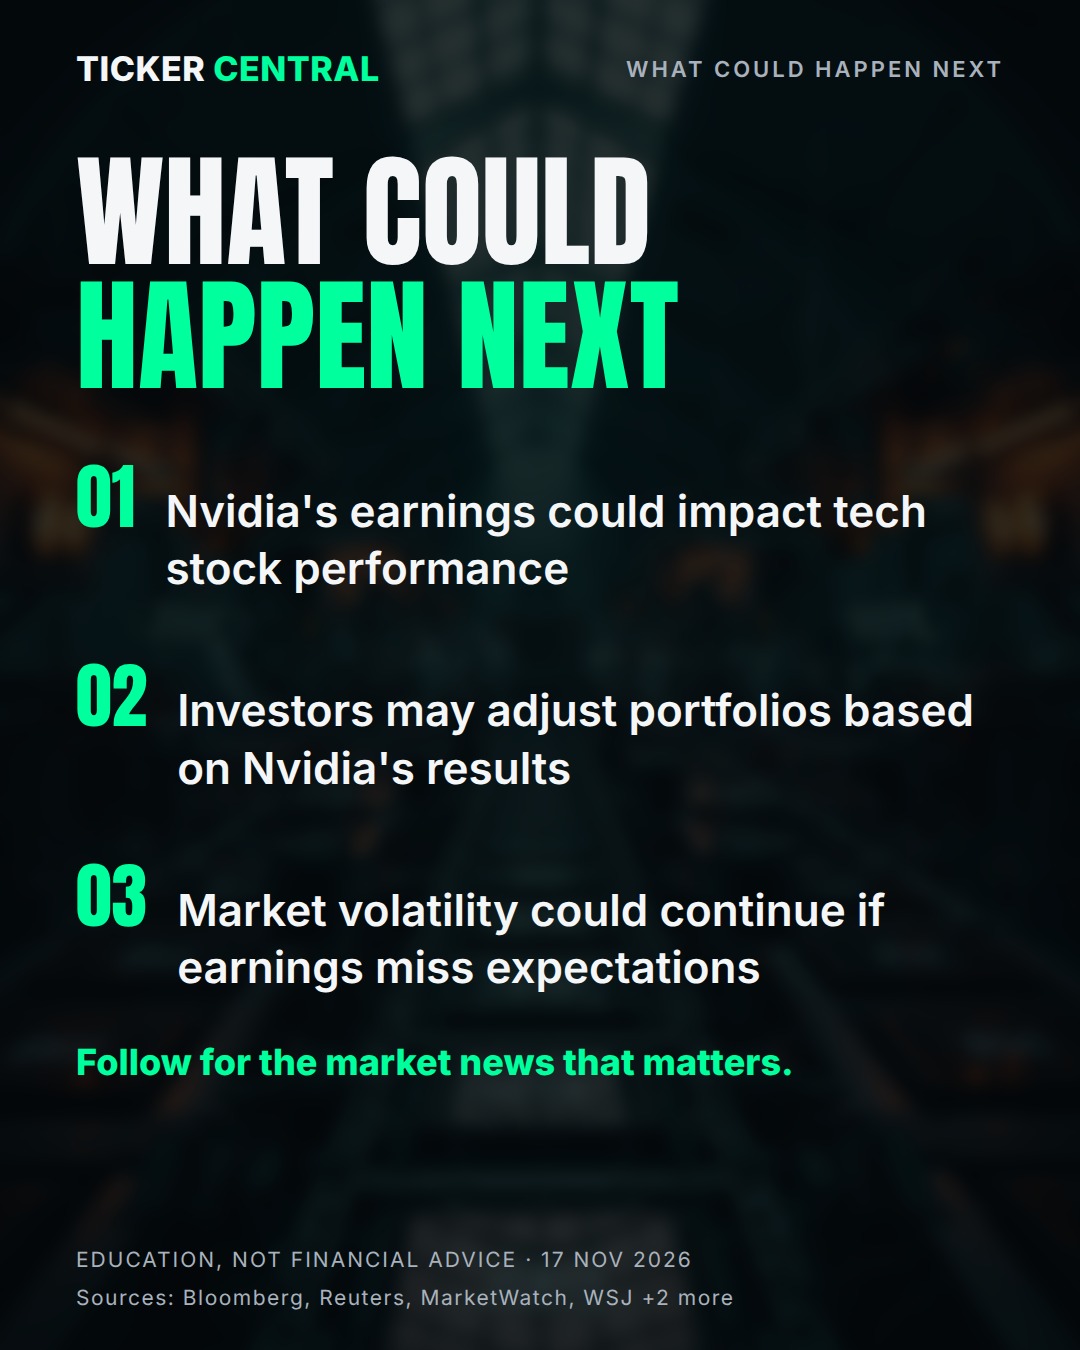 TICKER CENTRAL
WHAT COULD HAPPEN NEXT
WHAT COULD
HAPPEN NEXT
01
Nvidia's earnings could impact tech
stock performance
02
Investors may adjust portfolios based
on Nvidia's results
03
Market volatility could continue if
earnings miss expectations
Follow for the market news that matters.
EDUCATION, NOT FINANCIAL ADVICE · 17 NOV 2026
Sources: Bloomberg, Reuters, MarketWatch, WSJ +2 more